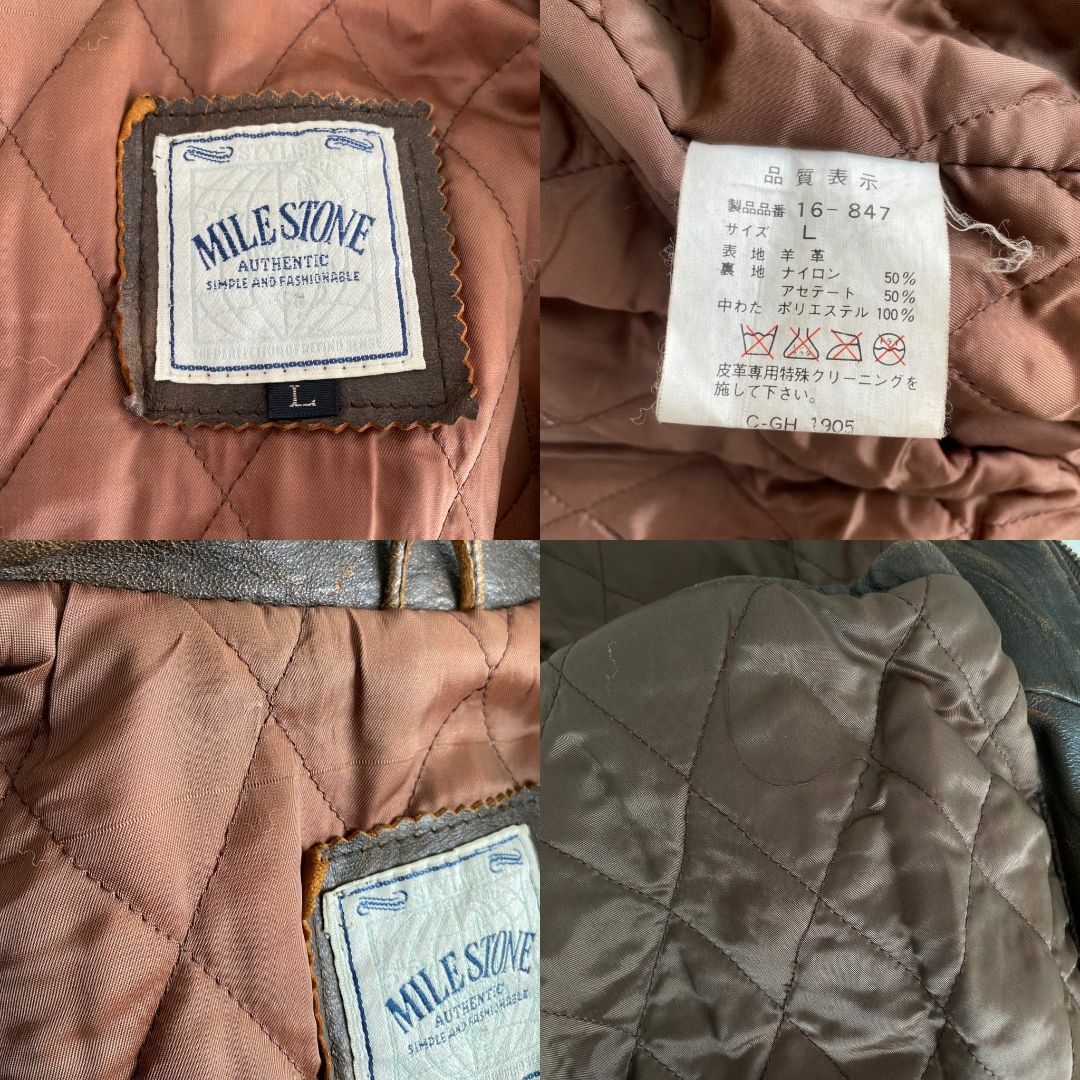 MILESTONE
AUTHENTIC
SIMPLE AND FASHIONABLE
L
品質表示
製品品番 16-847
サイズ L
表地 羊革
裏地 ナイロン 50%
アセテート 50%
中わた ポリエステル 100%
皮革専用特殊クリーニングを
施して下さい。
C-GH 1905
MILESTONE
AUTHENTIC
SIMPLE AND FASHIONABLE